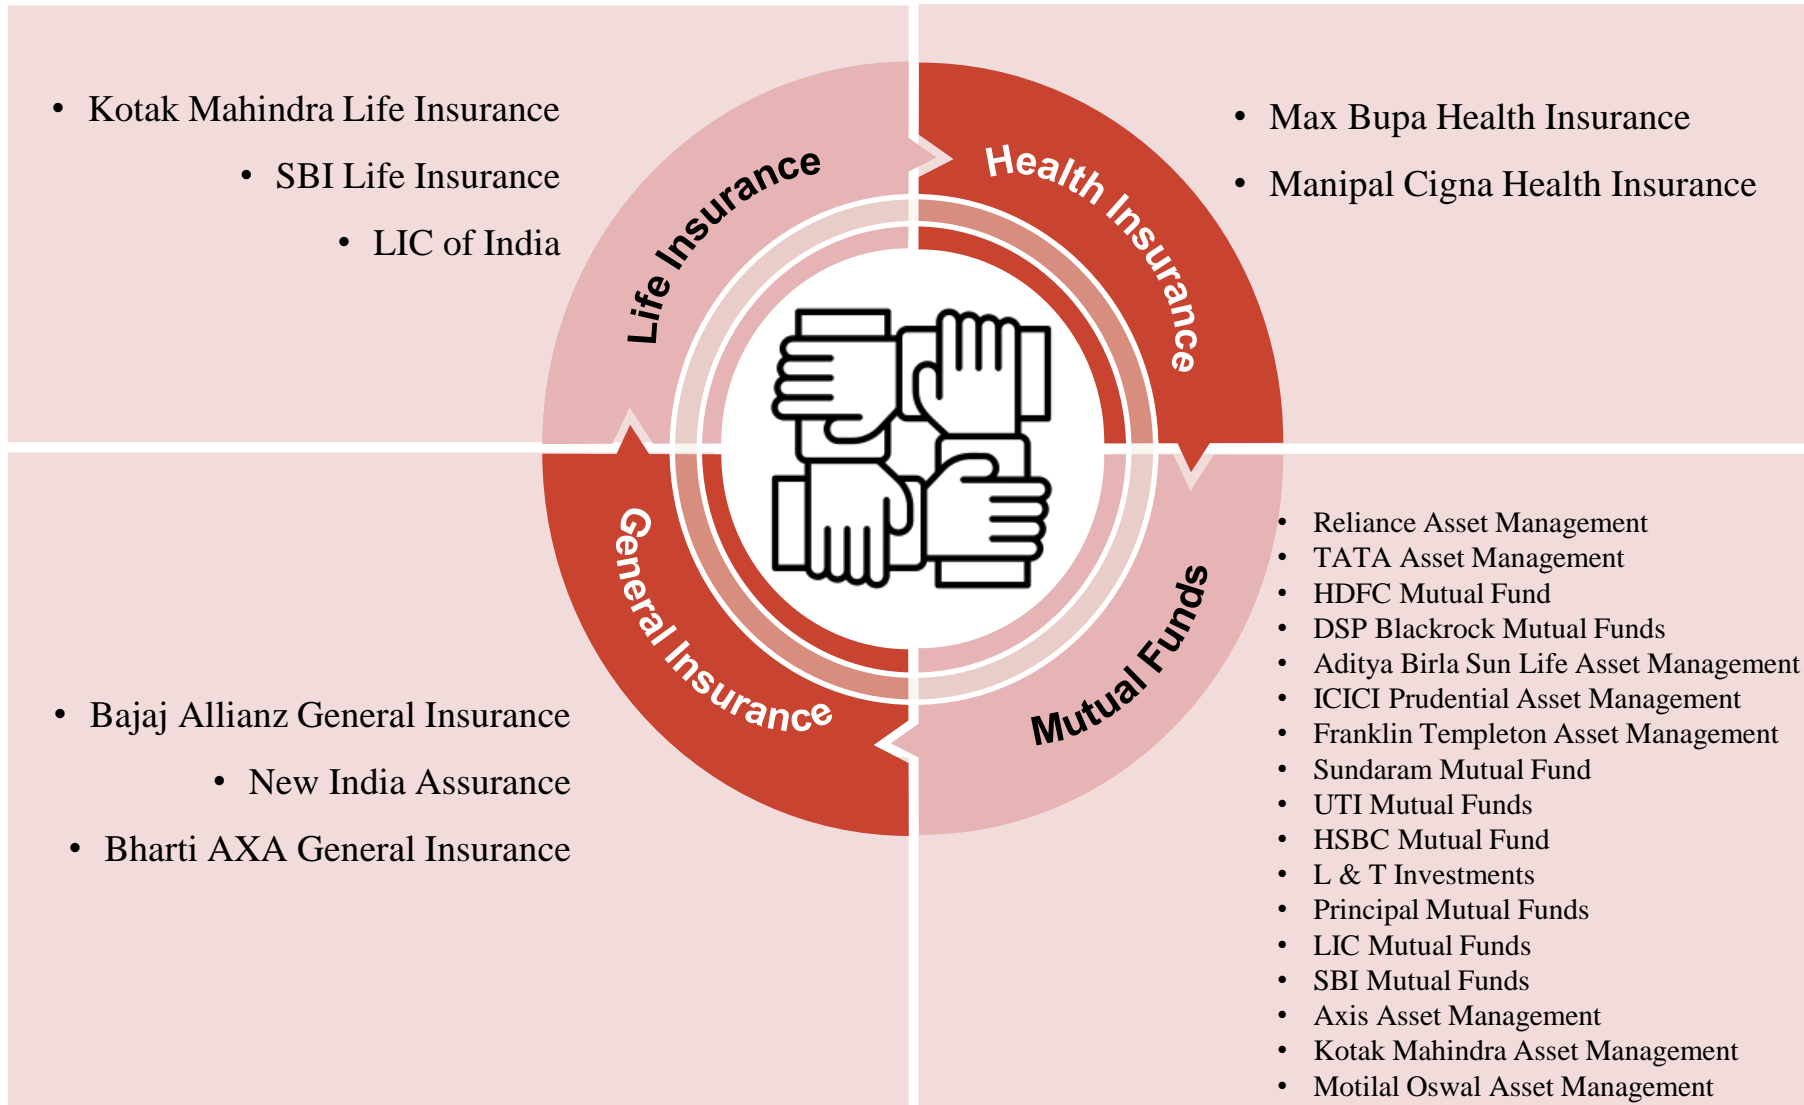 • Kotak Mahindra Life Insurance
• SBI Life Insurance
• LIC of India
Life Insurance
Health Insurance
• Max Bupa Health Insurance
• Manipal Cigna Health Insurance
General Insurance
• Bajaj Allianz General Insurance
• New India Assurance
• Bharti AXA General Insurance
Mutual Funds
• Reliance Asset Management
• TATA Asset Management
• HDFC Mutual Fund
• DSP Blackrock Mutual Funds
• Aditya Birla Sun Life Asset Management
• ICICI Prudential Asset Management
• Franklin Templeton Asset Management
• Sundaram Mutual Fund
• UTI Mutual Funds
• HSBC Mutual Fund
• L & T Investments
• Principal Mutual Funds
• LIC Mutual Funds
• SBI Mutual Funds
• Axis Asset Management
• Kotak Mahindra Asset Management
• Motilal Oswal Asset Management